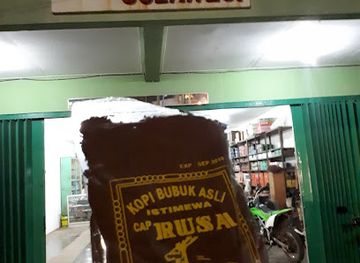 EXP SEP 2019
KOPI BUBUK ASLI
ISTIMEWA
CAP RUSA